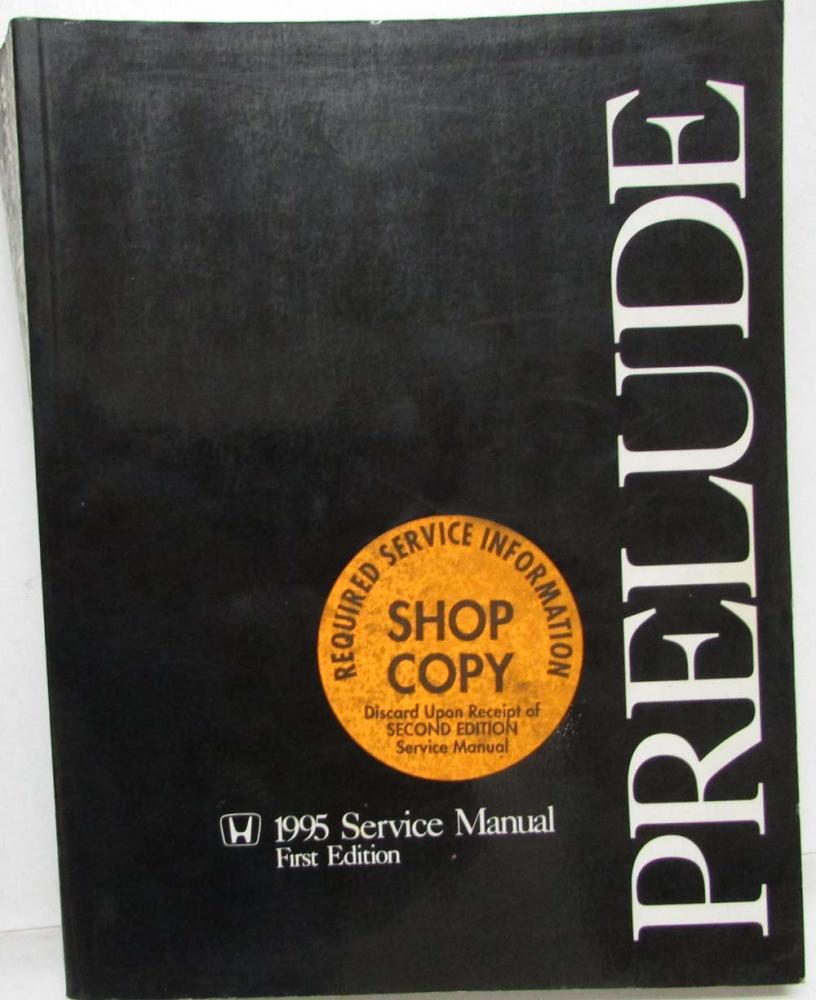 PRELUDE
REQUIRED SERVICE INFORMATION
SHOP
COPY
Discard Upon Receipt of
SECOND EDITION
Service Manual
1995 Service Manual
First Edition